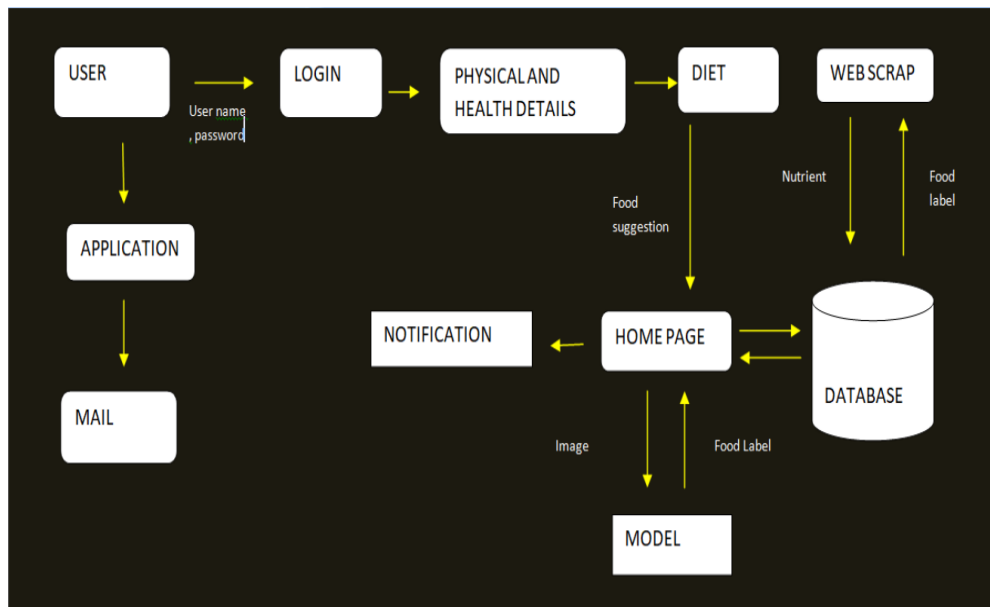 USER
LOGIN
PHYSICAL AND
HEALTH DETAILS
DIET
WEB SCRAP
User name
, password
Nutrient
Food
label
Food
suggestion
APPLICATION
NOTIFICATION
HOME PAGE
DATABASE
MAIL
Image
Food Label
MODEL